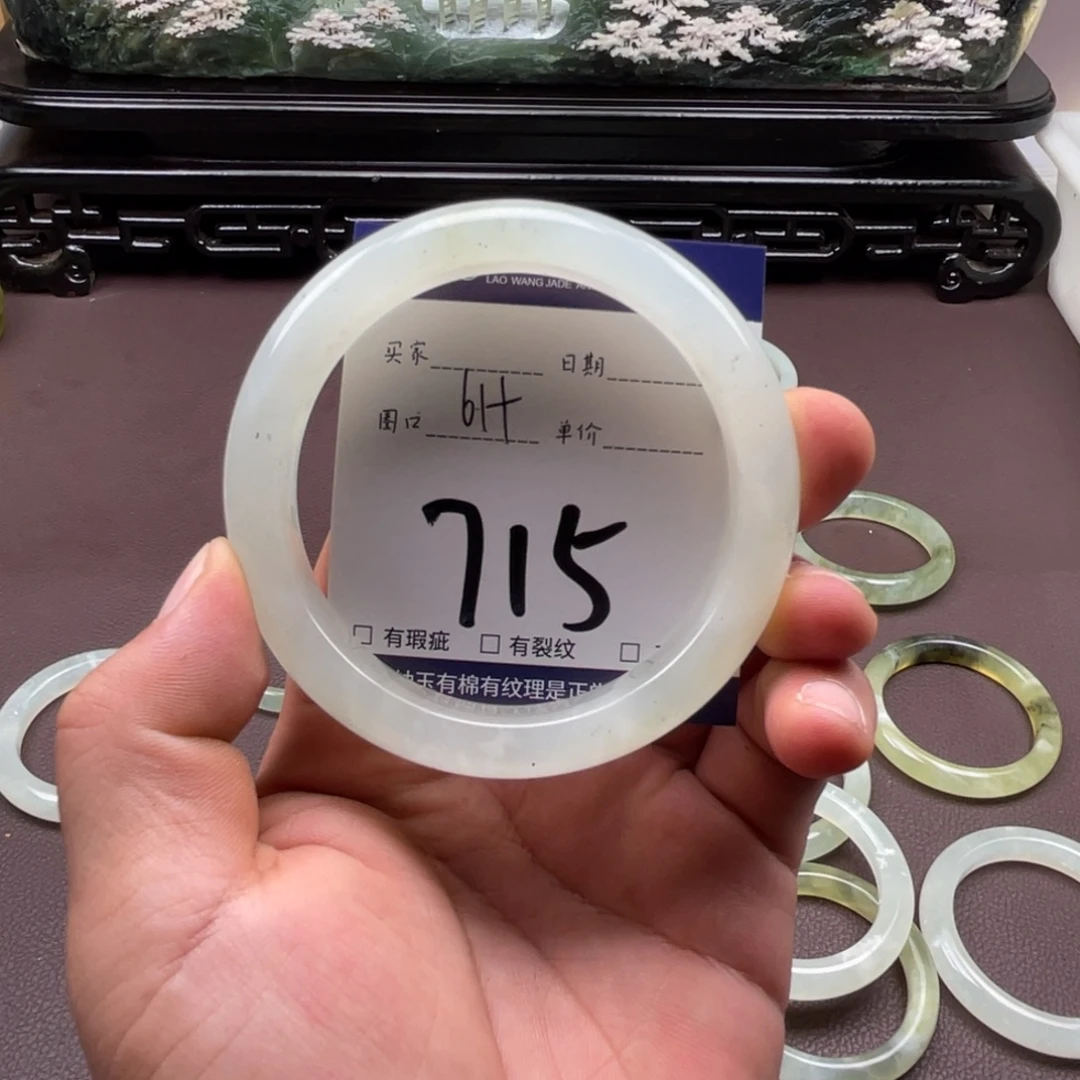 LAO WANG JADE
买家 日期
圈口 61+ 单价
715
□ 有瑕疵 □ 有裂纹 □
玉有棉有纹理是正常